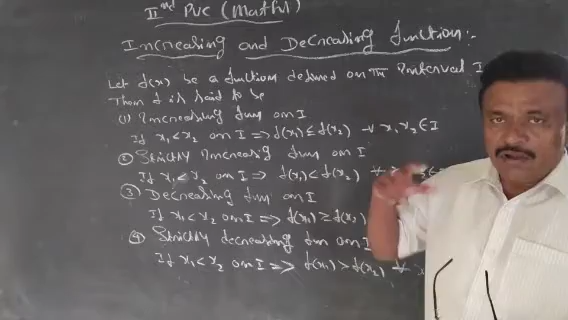 IInd PUC (Maths)
Increasing and Decreasing function:-
Let f(x) be a function defined on an interval I
Then f is said to be
(1) Increasing fun on I
If x₁<x₂ on I ⇒ f(x₁) ≤ f(x₂) ∀ x₁,x₂ ∈ I
② Strictly Increasing fun on I
If x₁<x₂ on I ⇒ f(x₁) < f(x₂) ∀
③ Decreasing fun on I
If x₁<x₂ on I ⇒ f(x₁) ≥ f(x₂)
④ Strictly decreasing fun on I
If x₁<x₂ on I ⇒ f(x₁) > f(x₂) ∀